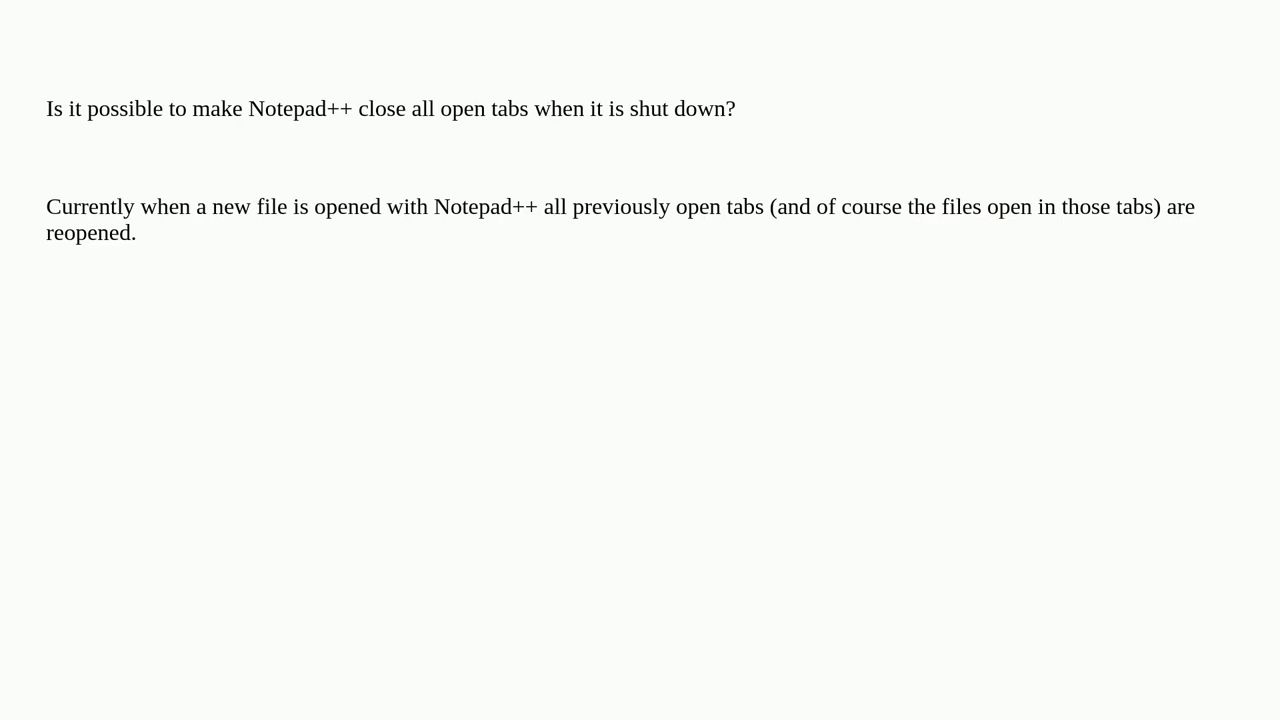 Is it possible to make Notepad++ close all open tabs when it is shut down?
Currently when a new file is opened with Notepad++ all previously open tabs (and of course the files open in those tabs) are
reopened.